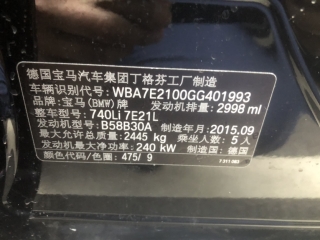 德国宝马汽车集团丁格芬工厂制造
车辆识别代号:WBA7E2100GG401993
品牌:宝马(BMW)牌 发动机排量:2998 ml
整车型号:740Li 7E21L
发动机型号:B58B30A 制造年月:2015.09
最大允许总质量:2445 kg 乘坐人数:5 人
发动机最大净功率:240 kW 制造国:德国
颜色代码/色圈:475/ 9